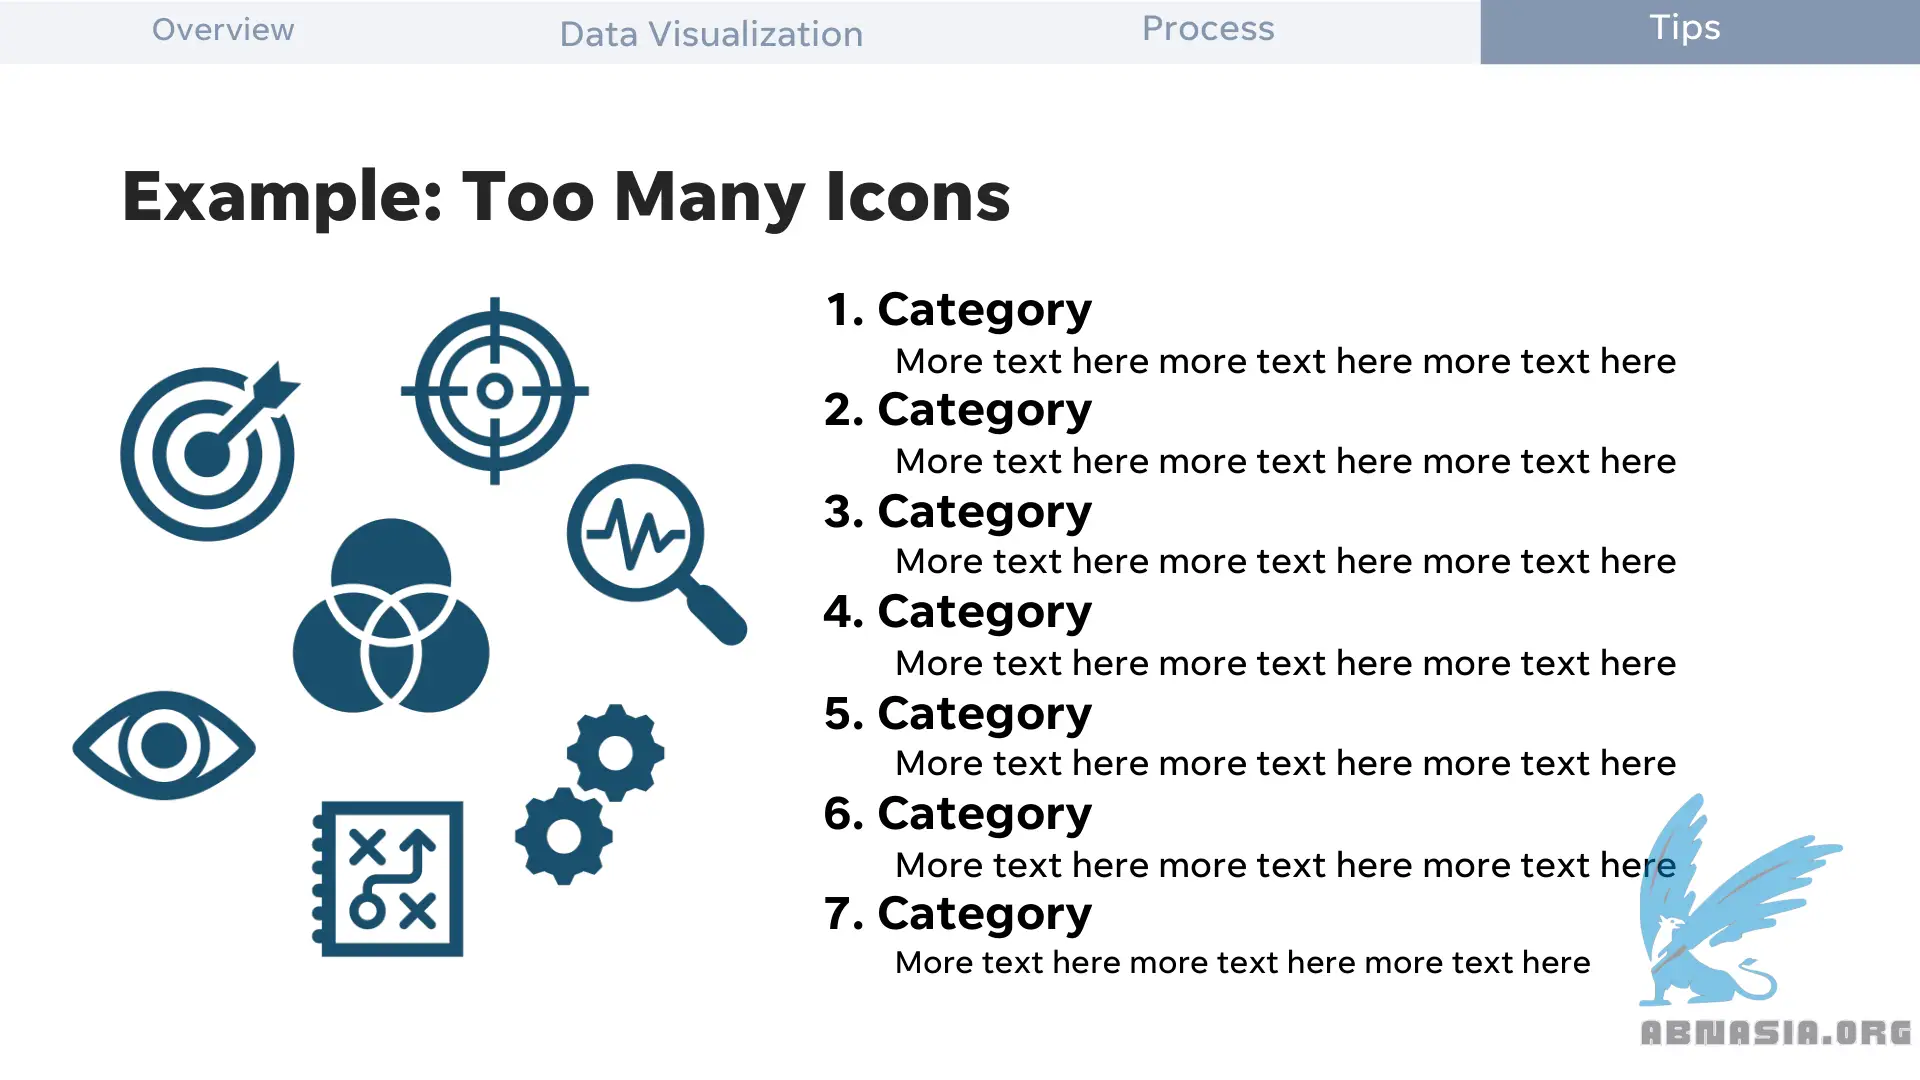 Overview
Data Visualization
Process
Tips
Example: Too Many Icons
1. Category
More text here more text here more text here
2. Category
More text here more text here more text here
3. Category
More text here more text here more text here
4. Category
More text here more text here more text here
5. Category
More text here more text here more text here
6. Category
More text here more text here more text here
7. Category
More text here more text here more text here
ABNASIA.ORG